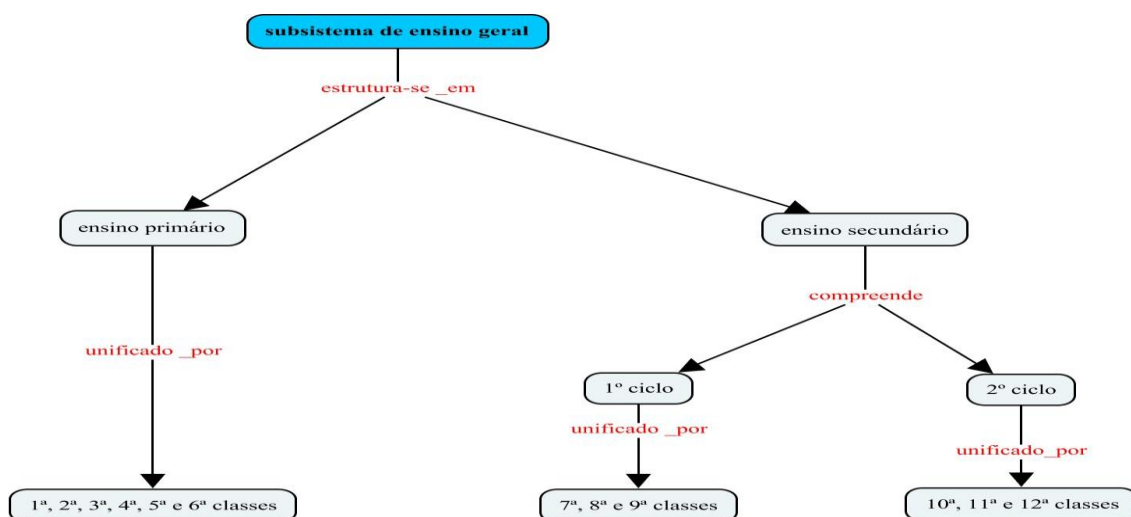 subsistema de ensino geral
estrutura-se _em
ensino primário
ensino secundário
compreende
unificado _por
1º ciclo
2º ciclo
unificado _por
unificado_por
1ª, 2ª, 3ª, 4ª, 5ª e 6ª classes
7ª, 8ª e 9ª classes
10ª, 11ª e 12ª classes